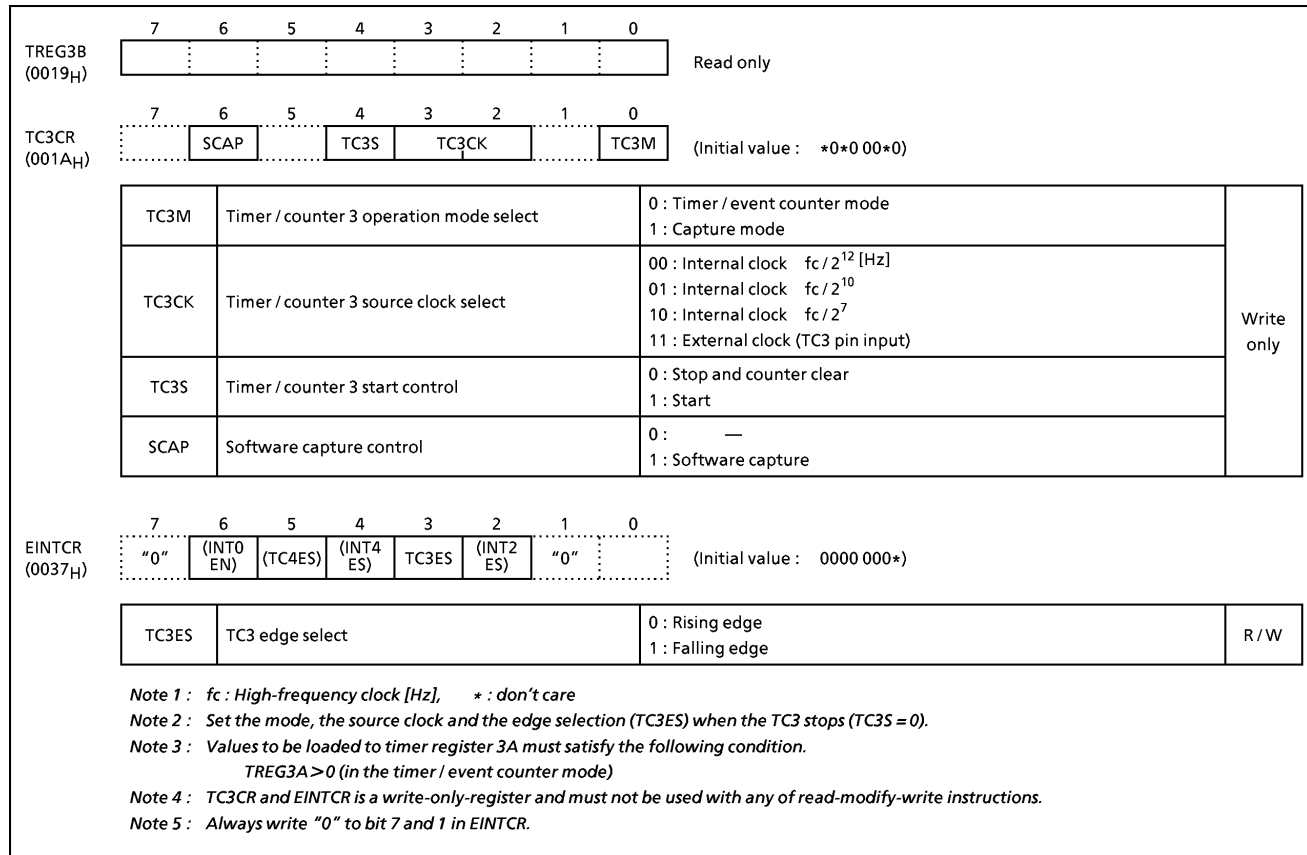 7 6 5 4 3 2 1 0
TREG3B
(0019H)
Read only
7 6 5 4 3 2 1 0
TC3CR
(001AH)
SCAP TC3S TC3CK TC3M
(Initial value : *0*0 00*0)
TC3M
Timer / counter 3 operation mode select
0 : Timer / event counter mode
1 : Capture mode
TC3CK
Timer / counter 3 source clock select
00 : Internal clock fc / 2^12 [Hz]
01 : Internal clock fc / 2^10
10 : Internal clock fc / 2^7
11 : External clock (TC3 pin input)
TC3S
Timer / counter 3 start control
0 : Stop and counter clear
1 : Start
SCAP
Software capture control
0 : —
1 : Software capture
Write
only
7 6 5 4 3 2 1 0
EINTCR
(0037H)
"0" (INT0 EN) (TC4ES) (INT4 ES) TC3ES (INT2 ES) "0"
(Initial value : 0000 000*)
TC3ES
TC3 edge select
0 : Rising edge
1 : Falling edge
R / W
Note 1 : fc : High-frequency clock [Hz], * : don't care
Note 2 : Set the mode, the source clock and the edge selection (TC3ES) when the TC3 stops (TC3S = 0).
Note 3 : Values to be loaded to timer register 3A must satisfy the following condition.
TREG3A>0 (in the timer / event counter mode)
Note 4 : TC3CR and EINTCR is a write-only-register and must not be used with any of read-modify-write instructions.
Note 5 : Always write "0" to bit 7 and 1 in EINTCR.